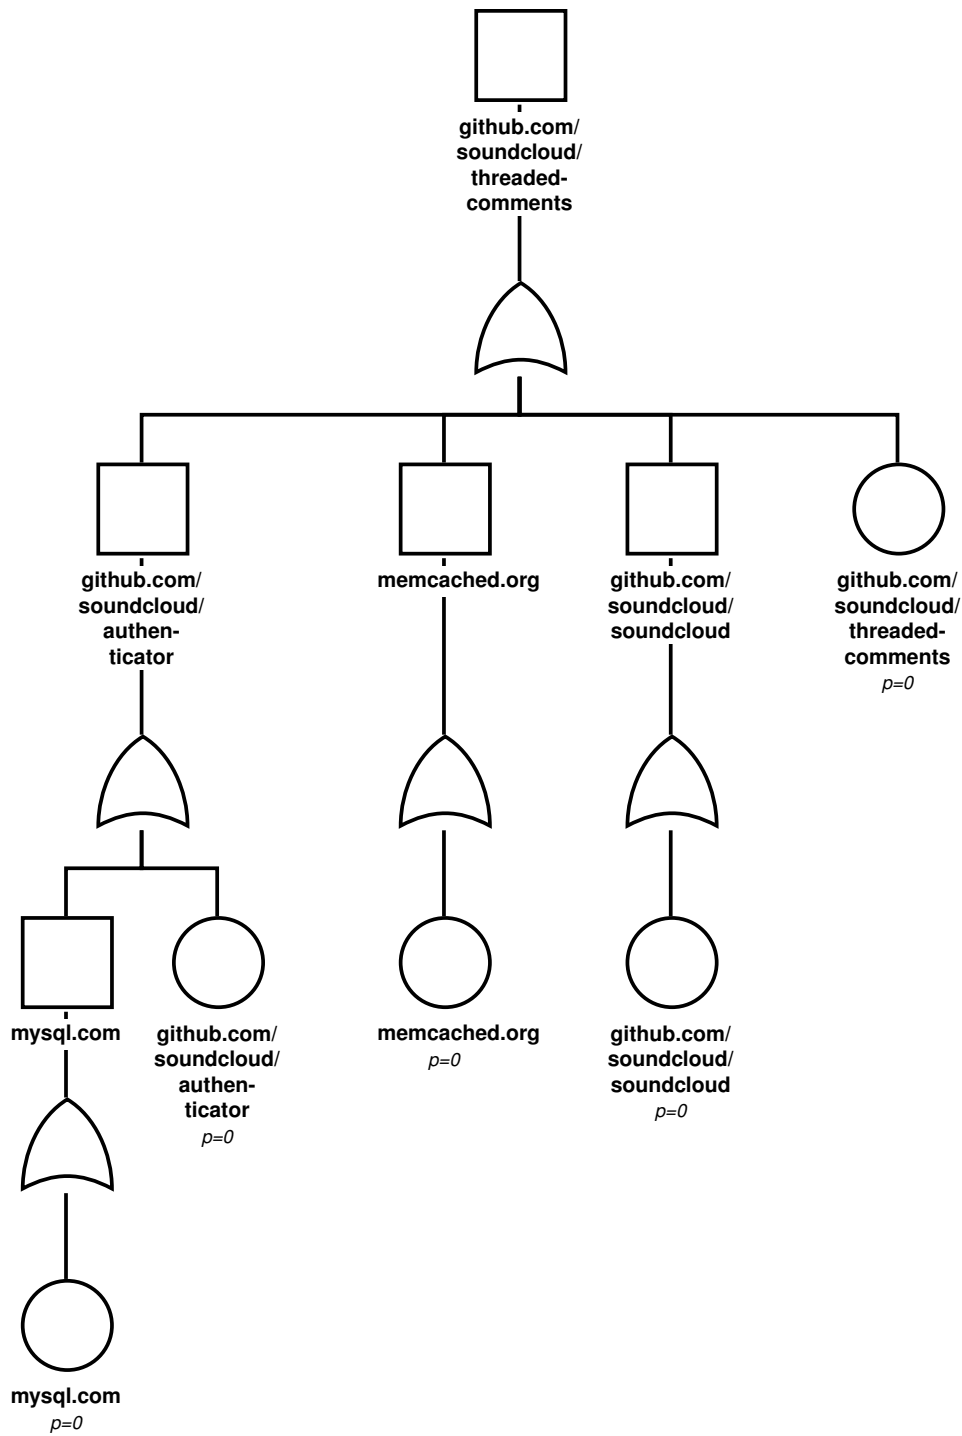 github.com/
soundcloud/
threaded-
comments
github.com/
soundcloud/
authen-
ticator
memcached.org
github.com/
soundcloud/
soundcloud
github.com/
soundcloud/
threaded-
comments
p=0
mysql.com
github.com/
soundcloud/
authen-
ticator
p=0
memcached.org
p=0
github.com/
soundcloud/
soundcloud
p=0
mysql.com
p=0